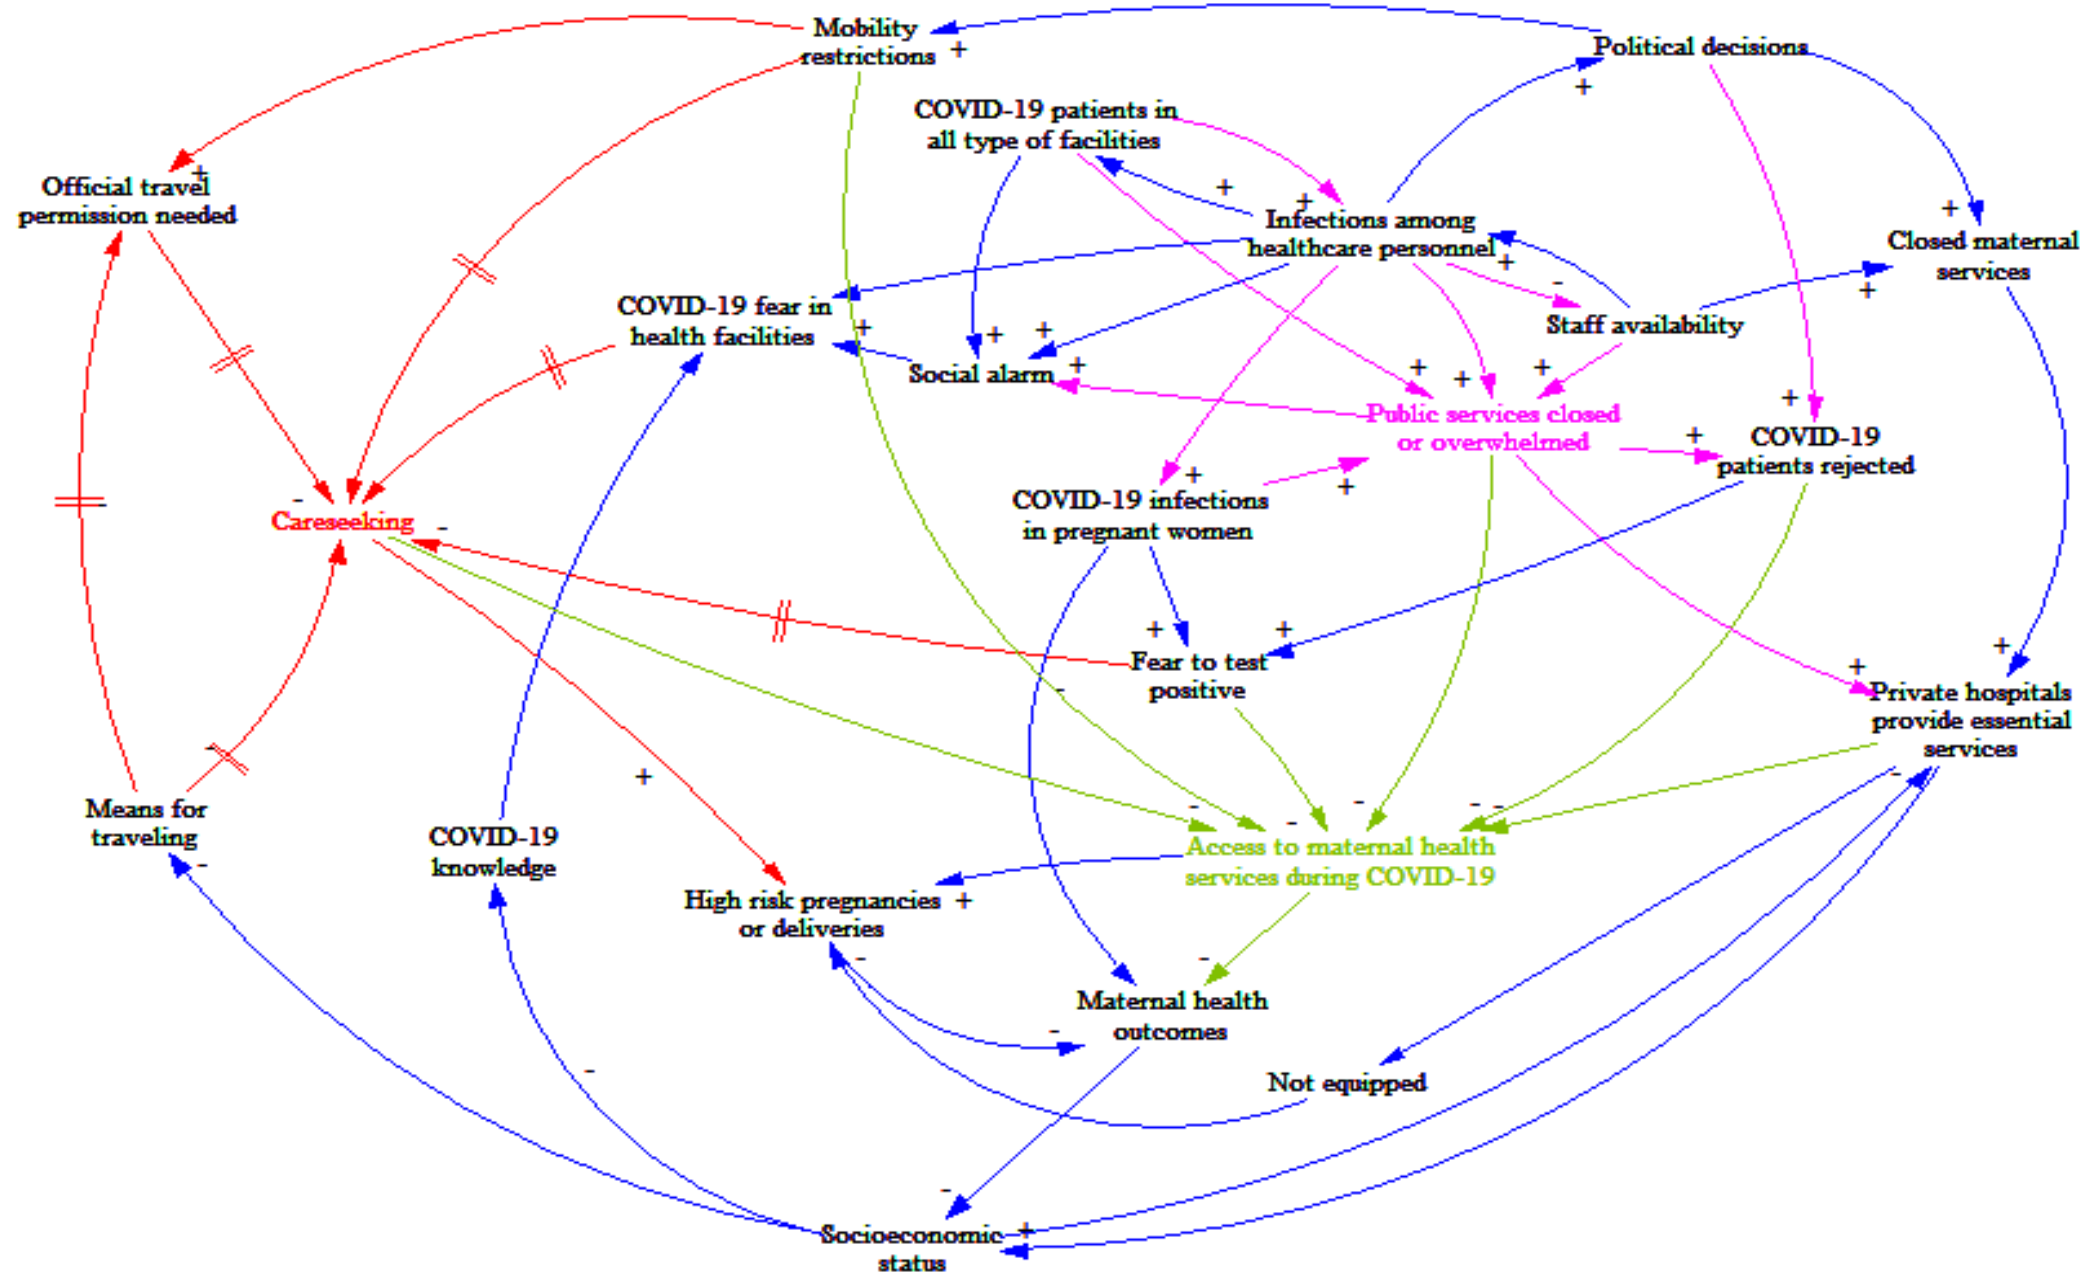 Mobility
restrictions
+
Political decisions
+
COVID-19 patients in
all type of facilities
+
Official travel
permission needed
+
+
Infections among
healthcare personnel
+
+
Closed maternal
services
-
+
COVID-19 fear in
health facilities
+
+
+
Staff availability
Social alarm
+
+
+
+
+
Public services closed
or overwhelmed
+
COVID-19
patients rejected
-
-
Careseeking
-
COVID-19 infections
in pregnant women
+
+
+
+
Fear to test
positive
-
+
+
Private hospitals
provide essential
services
-
-
+
Means for
traveling
-
COVID-19
knowledge
-
-
-
-
-
Access to maternal health
services during COVID-19
High risk pregnancies
or deliveries
+
-
-
Maternal health
outcomes
-
Not equipped
-
-
Socioeconomic
status
+